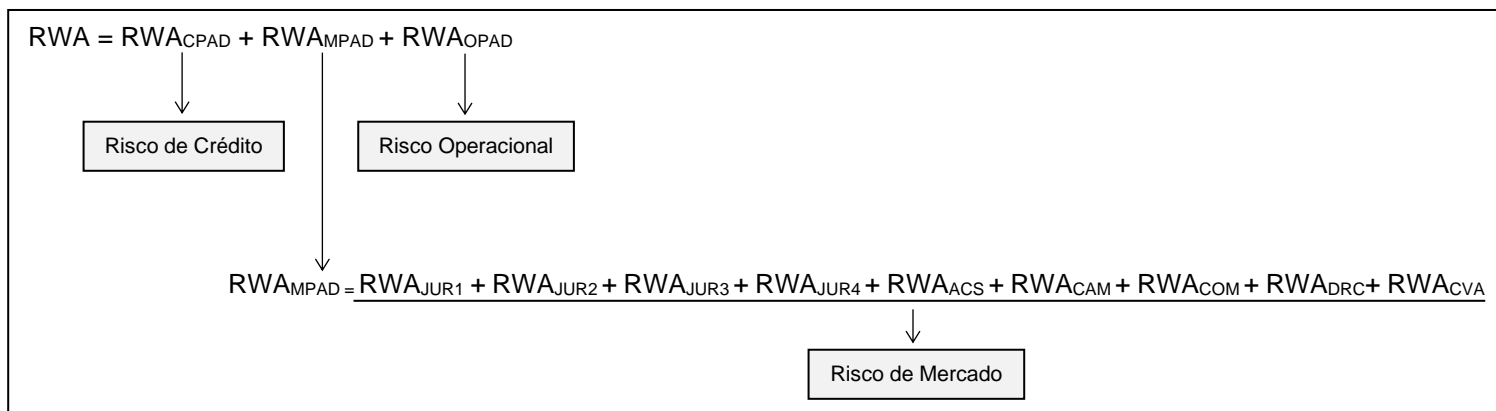 RWA = RWACPAD + RWAMPAD + RWAOPAD
Risco de Crédito
Risco Operacional
RWAMPAD = RWAJUR1 + RWAJUR2 + RWAJUR3 + RWAJUR4 + RWAACS + RWACAM + RWACOM + RWADRC+ RWACVA
Risco de Mercado